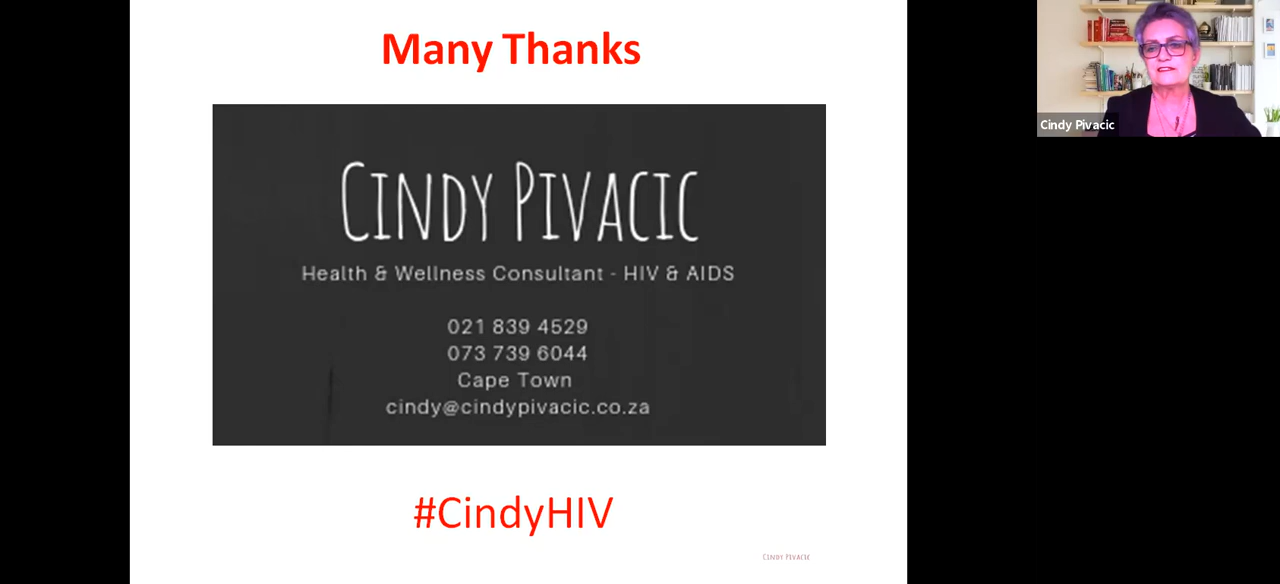 Many Thanks
Cindy Pivacic
Cindy Pivacic
Health & Wellness Consultant - HIV & AIDS
021 839 4529
073 739 6044
Cape Town
cindy@cindypivacic.co.za
#CindyHIV
Cindy Pivacic